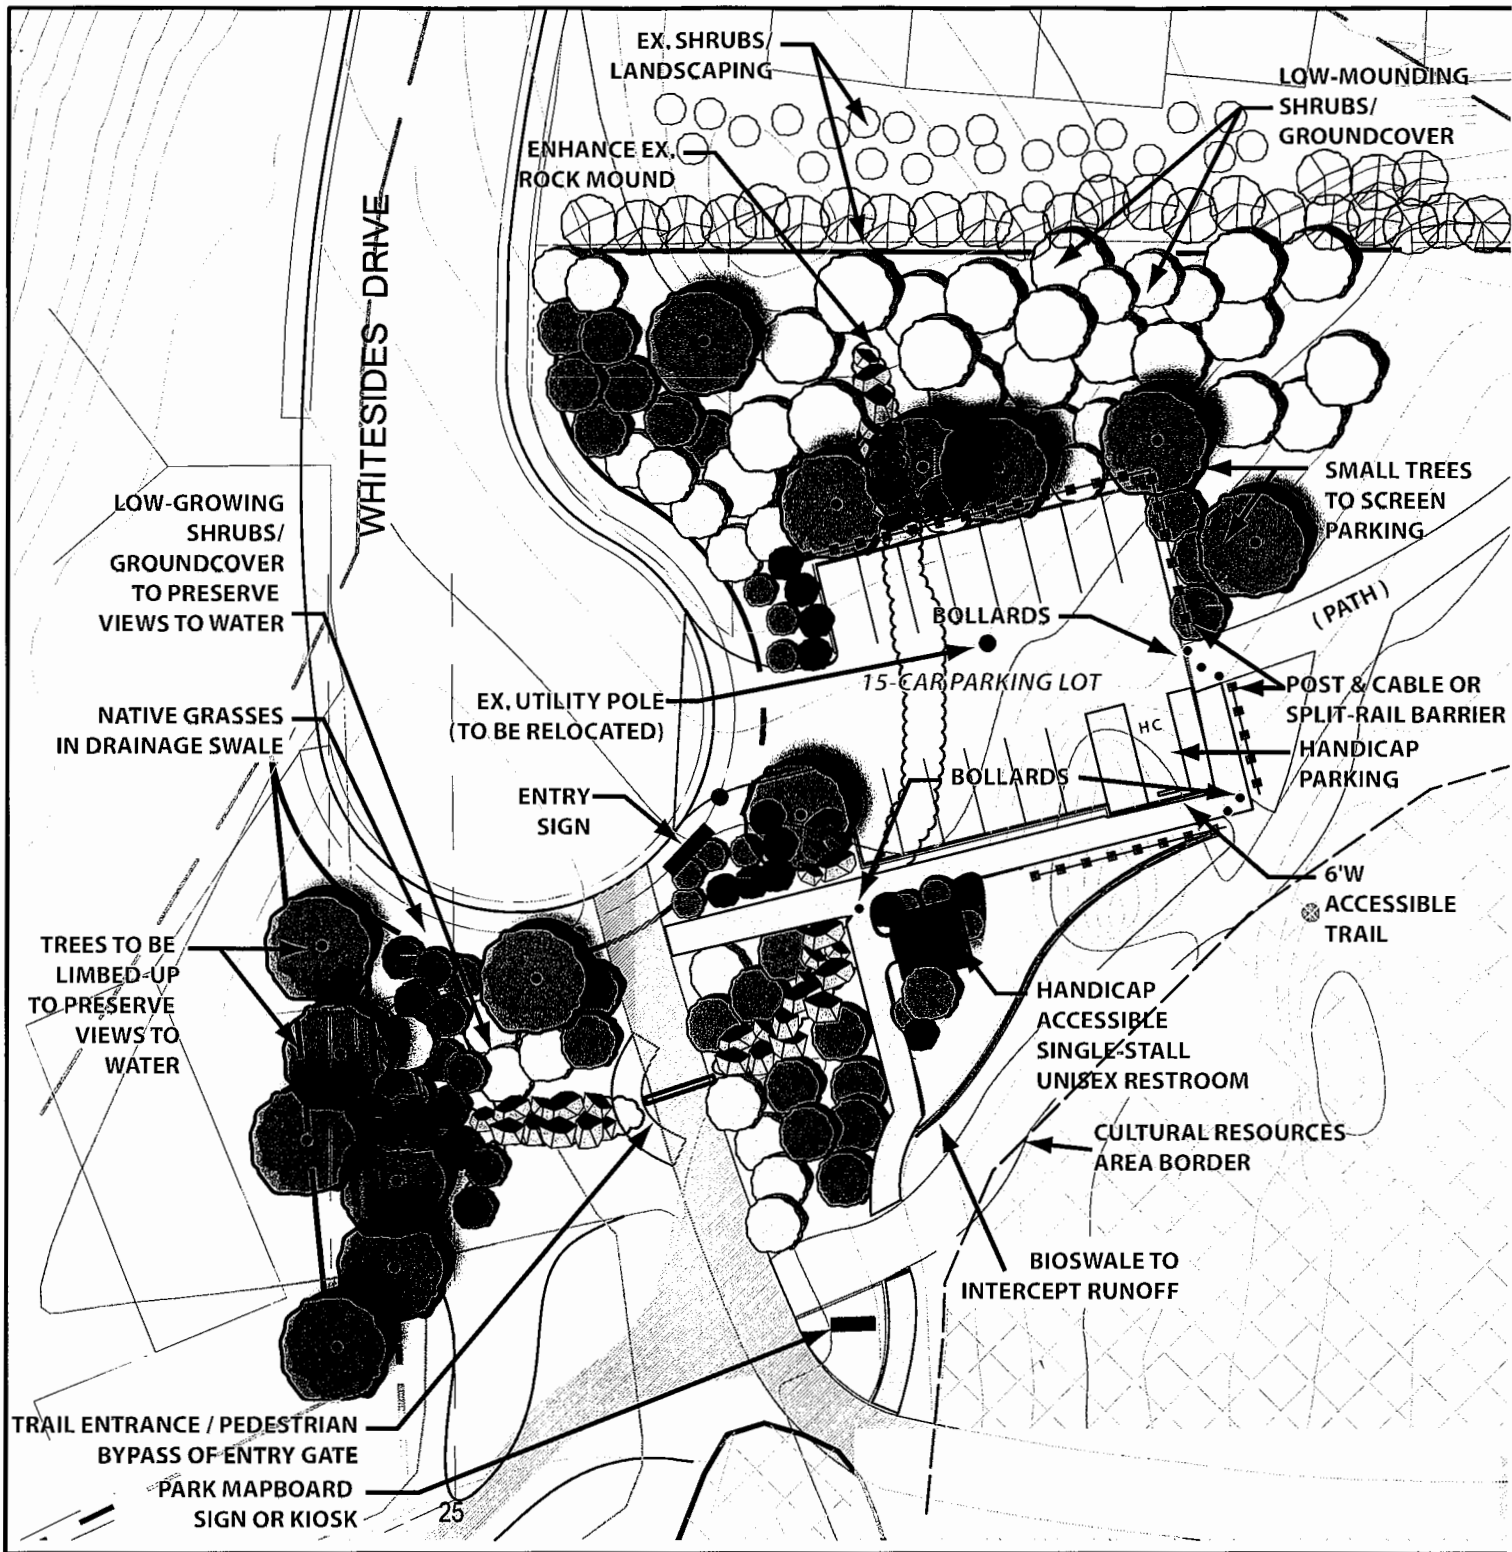 EX. SHRUBS/
LANDSCAPING
LOW-MOUNDING
SHRUBS/
GROUNDCOVER
ENHANCE EX.
ROCK MOUND
WHITESIDES DRIVE
SMALL TREES
TO SCREEN
PARKING
LOW-GROWING
SHRUBS/
GROUNDCOVER
TO PRESERVE
VIEWS TO WATER
(PATH)
BOLLARDS
15-CAR PARKING LOT
EX. UTILITY POLE
(TO BE RELOCATED)
POST & CABLE OR
SPLIT-RAIL BARRIER
NATIVE GRASSES
IN DRAINAGE SWALE
HC
HANDICAP
PARKING
BOLLARDS
ENTRY
SIGN
6'W
ACCESSIBLE
TRAIL
TREES TO BE
LIMBED-UP
TO PRESERVE
VIEWS TO
WATER
HANDICAP
ACCESSIBLE
SINGLE-STALL
UNISEX RESTROOM
CULTURAL RESOURCES
AREA BORDER
BIOSWALE TO
INTERCEPT RUNOFF
TRAIL ENTRANCE / PEDESTRIAN
BYPASS OF ENTRY GATE
PARK MAPBOARD
SIGN OR KIOSK
25